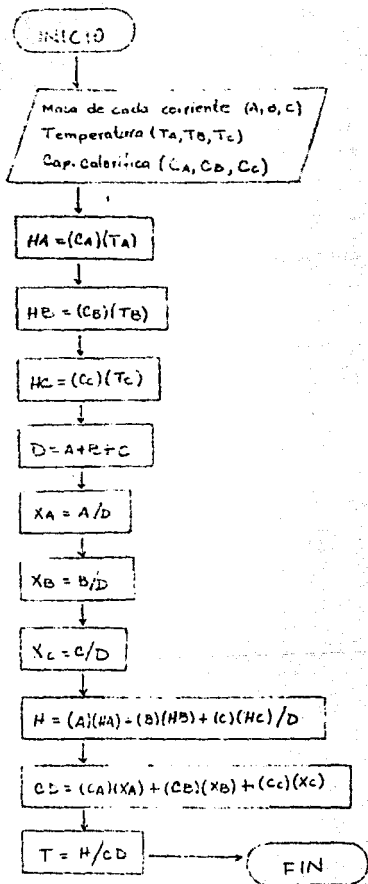 INICIO
Masa de cada corriente (A, B, C)
Temperatura (TA, TB, TC)
Cap. Calorífica (CA, CB, CC)
HA = (CA)(TA)
HB = (CB)(TB)
HC = (CC)(TC)
D = A + B + C
XA = A/D
XB = B/D
XC = C/D
H = (A)(HA) + (B)(HB) + (C)(HC)/D
CD = (CA)(XA) + (CB)(XB) + (CC)(XC)
T = H/CD
FIN